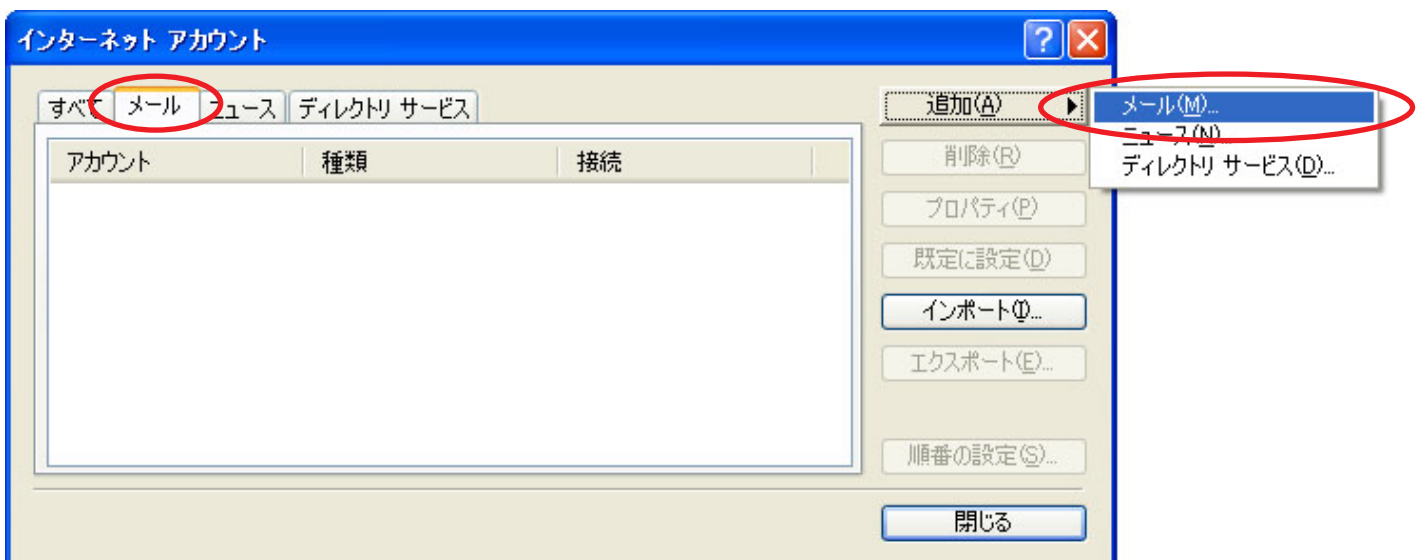 インターネット アカウント
すべて メール ニュース ディレクトリ サービス
アカウント 種類 接続
追加(A)
削除(R)
プロパティ(P)
既定に設定(D)
インポート(I)...
エクスポート(E)...
順番の設定(S)...
閉じる
メール(M)...
ニュース(N)...
ディレクトリ サービス(D)...